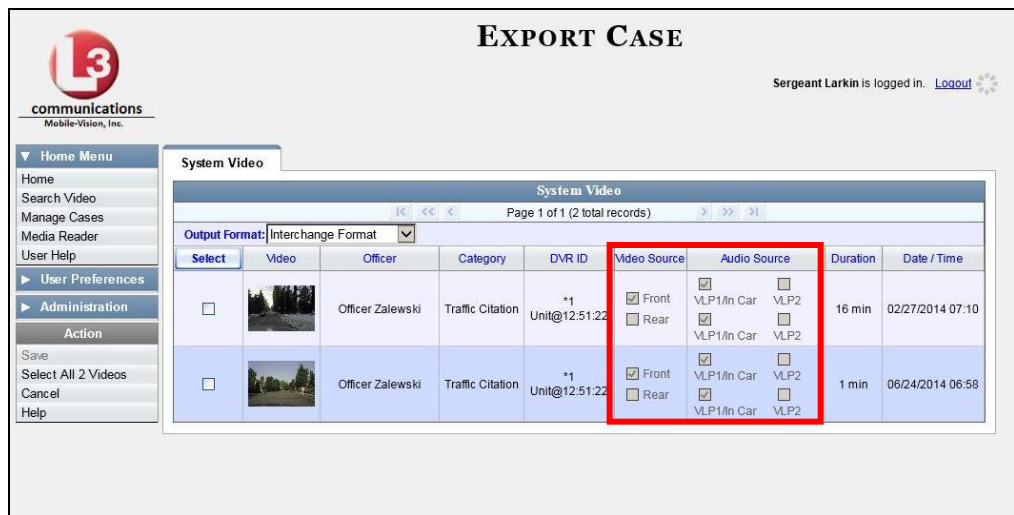 EXPORT CASE
L3
communications
Mobile-Vision, Inc.
Sergeant Larkin is logged in. Logout
▼ Home Menu
Home
Search Video
Manage Cases
Media Reader
User Help
► User Preferences
► Administration
Action
Save
Select All 2 Videos
Cancel
Help
System Video
System Video
|< << < Page 1 of 1 (2 total records) > >> >|
Output Format: Interchange Format
Select Video Officer Category DVR ID Video Source Audio Source Duration Date / Time
Officer Zalewski Traffic Citation *1 Unit@12:51:22 Front Rear VLP1/In Car VLP2 VLP1/In Car VLP2 16 min 02/27/2014 07:10
Officer Zalewski Traffic Citation *1 Unit@12:51:22 Front Rear VLP1/In Car VLP2 VLP1/In Car VLP2 1 min 06/24/2014 06:58